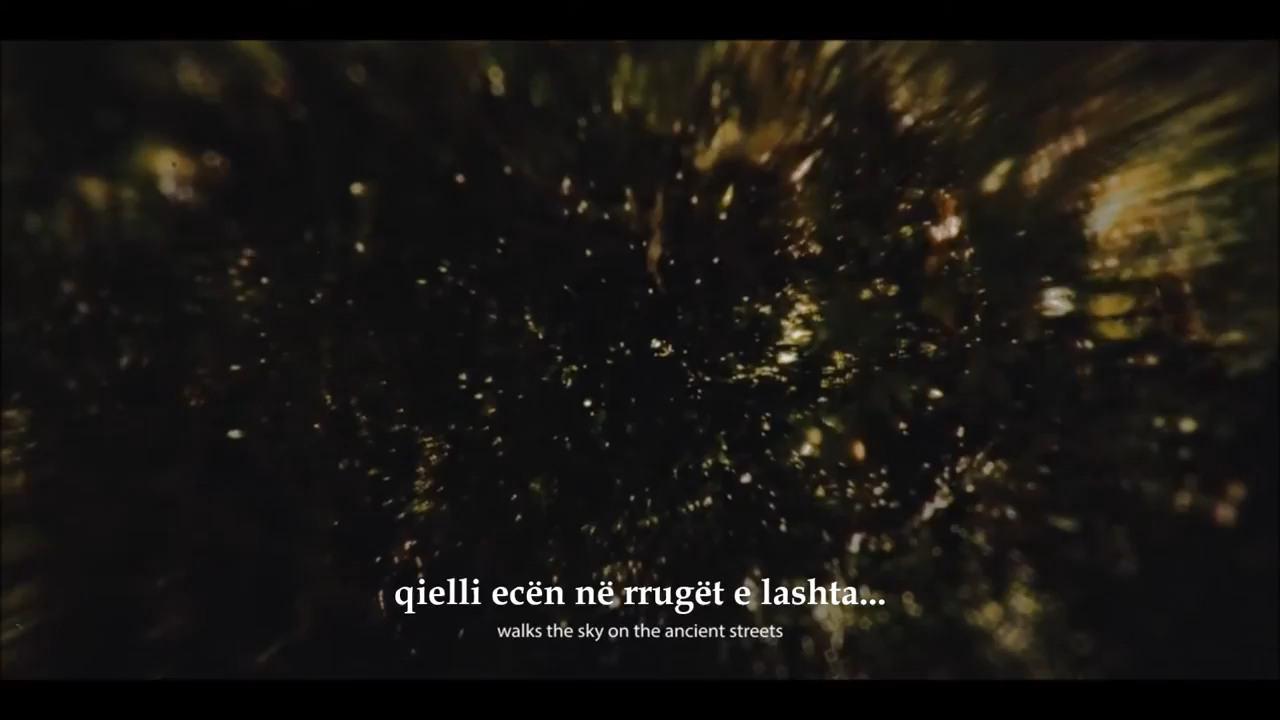 qielli ecën në rrugët e lashta...
walks the sky on the ancient streets